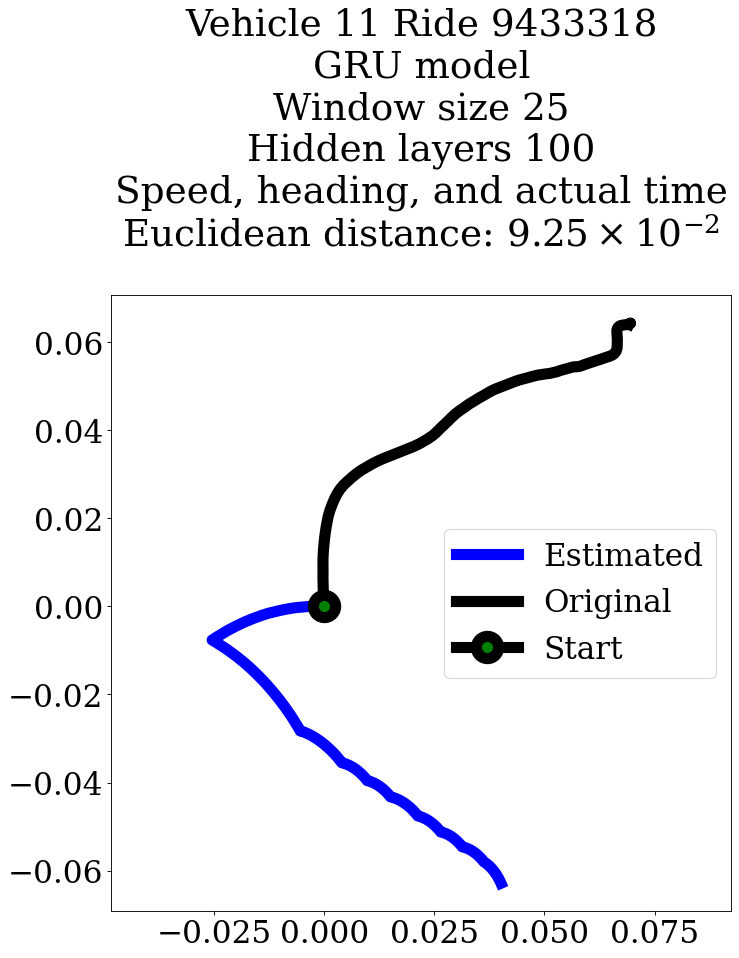 Vehicle 11 Ride 9433318
GRU model
Window size 25
Hidden layers 100
Speed, heading, and actual time
Euclidean distance: 9.25 × 10⁻²
0.06
0.04
0.02
0.00
−0.02
−0.04
−0.06
Estimated
Original
Start
−0.025 0.000 0.025 0.050 0.075